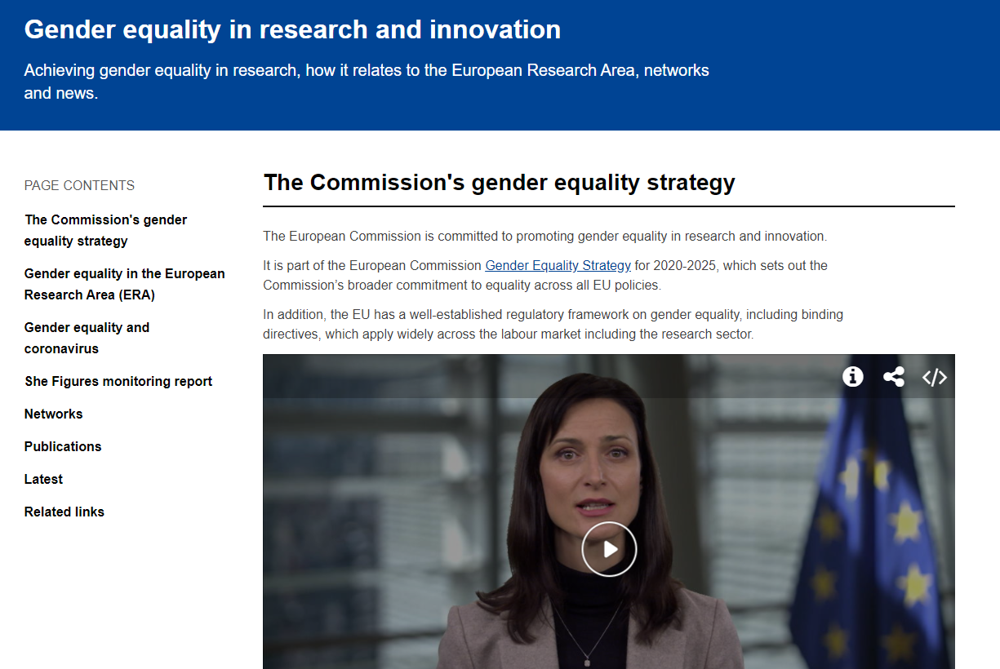 Gender equality in research and innovation
Achieving gender equality in research, how it relates to the European Research Area, networks
and news.
PAGE CONTENTS
The Commission's gender
equality strategy
Gender equality in the European
Research Area (ERA)
Gender equality and
coronavirus
She Figures monitoring report
Networks
Publications
Latest
Related links
The Commission's gender equality strategy
The European Commission is committed to promoting gender equality in research and innovation.
It is part of the European Commission Gender Equality Strategy for 2020-2025, which sets out the
Commission’s broader commitment to equality across all EU policies.
In addition, the EU has a well-established regulatory framework on gender equality, including binding
directives, which apply widely across the labour market including the research sector.